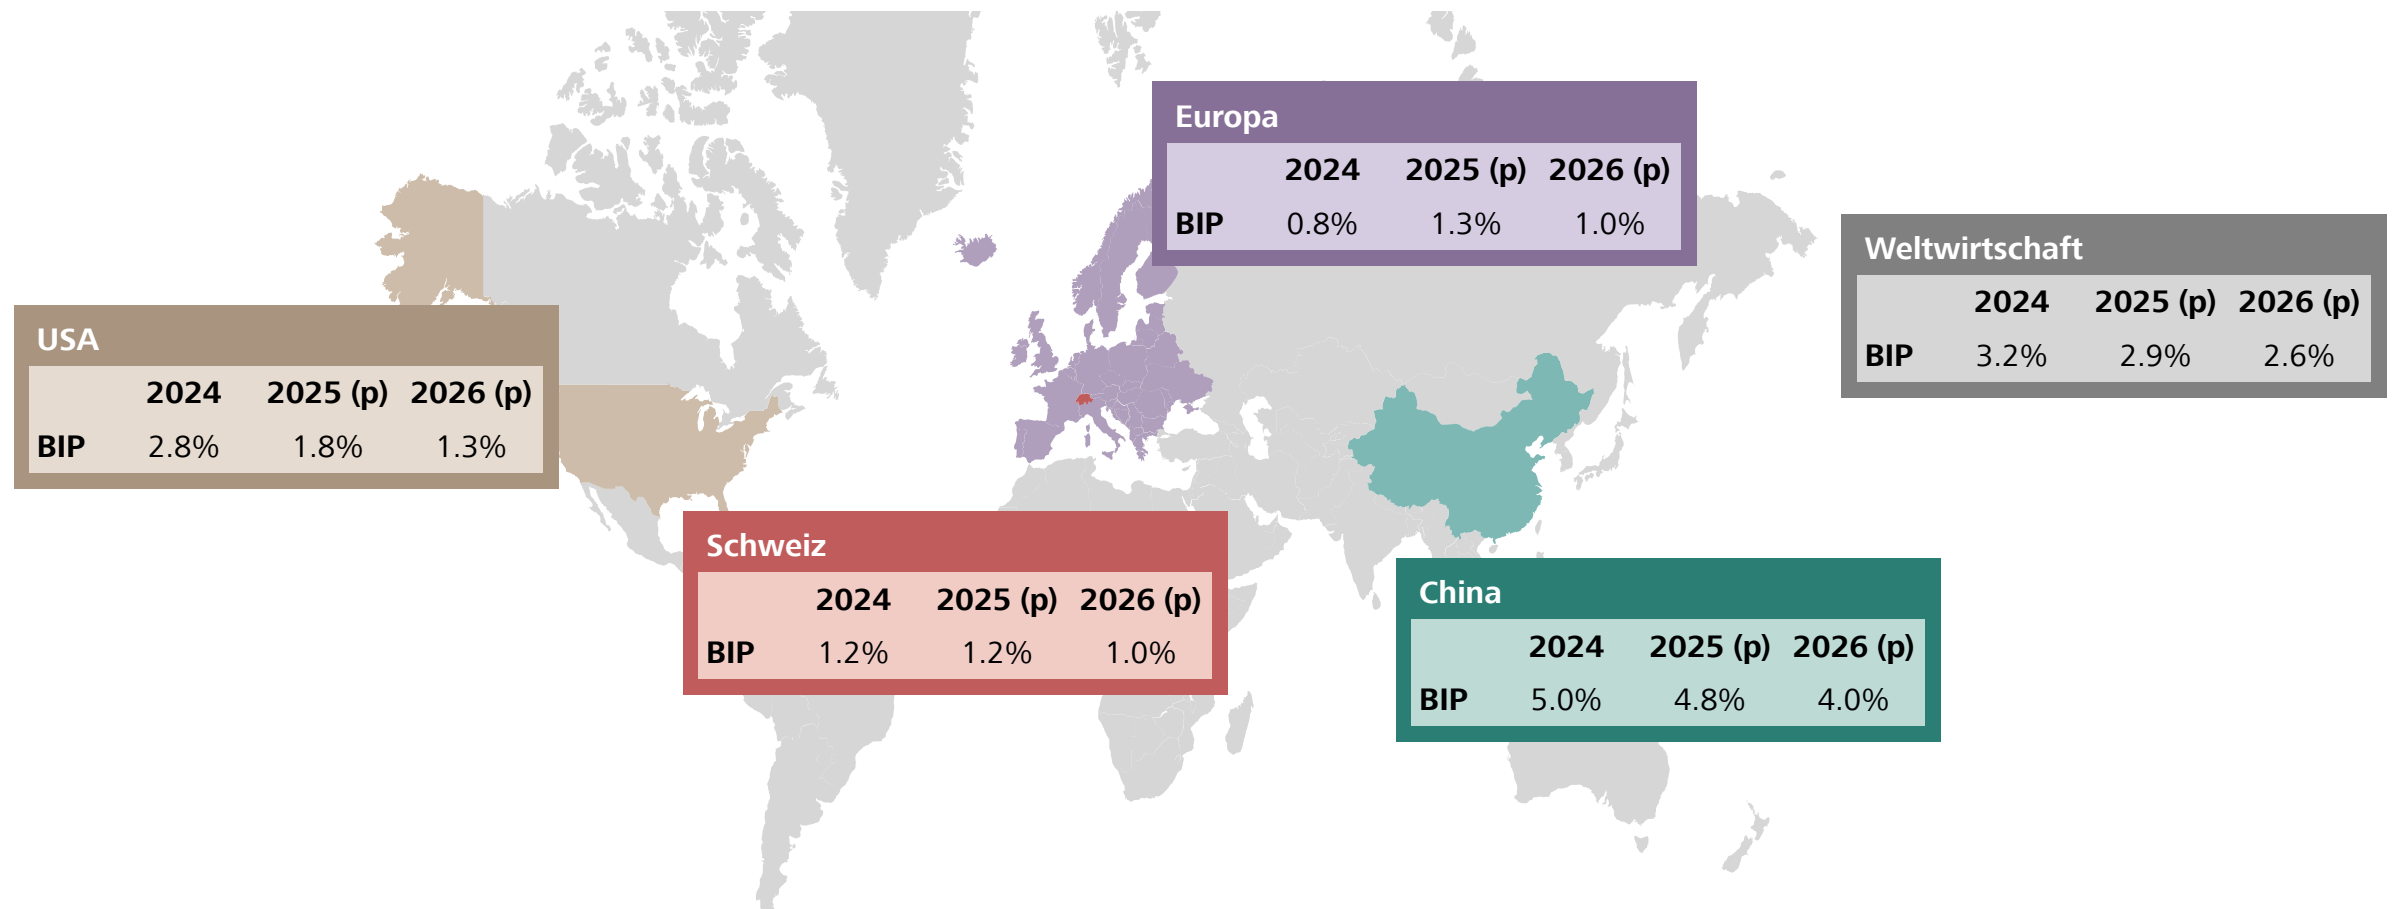 Europa
2024 2025 (p) 2026 (p)
BIP 0.8% 1.3% 1.0%
Weltwirtschaft
2024 2025 (p) 2026 (p)
BIP 3.2% 2.9% 2.6%
USA
2024 2025 (p) 2026 (p)
BIP 2.8% 1.8% 1.3%
Schweiz
2024 2025 (p) 2026 (p)
BIP 1.2% 1.2% 1.0%
China
2024 2025 (p) 2026 (p)
BIP 5.0% 4.8% 4.0%